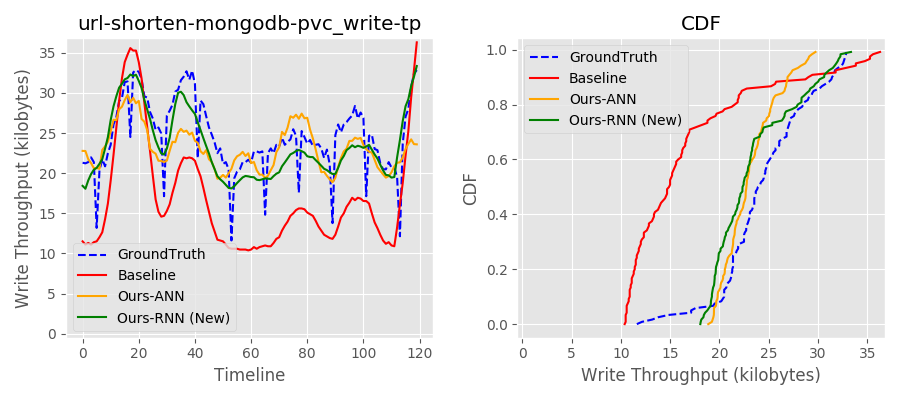 url-shorten-mongodb-pvc_write-tp
Write Throughput (kilobytes)
35
30
25
20
15
10
5
0
GroundTruth
Baseline
Ours-ANN
Ours-RNN (New)
0 20 40 60 80 100 120
Timeline
CDF
CDF
1.0
0.8
0.6
0.4
0.2
0.0
GroundTruth
Baseline
Ours-ANN
Ours-RNN (New)
0 5 10 15 20 25 30 35
Write Throughput (kilobytes)